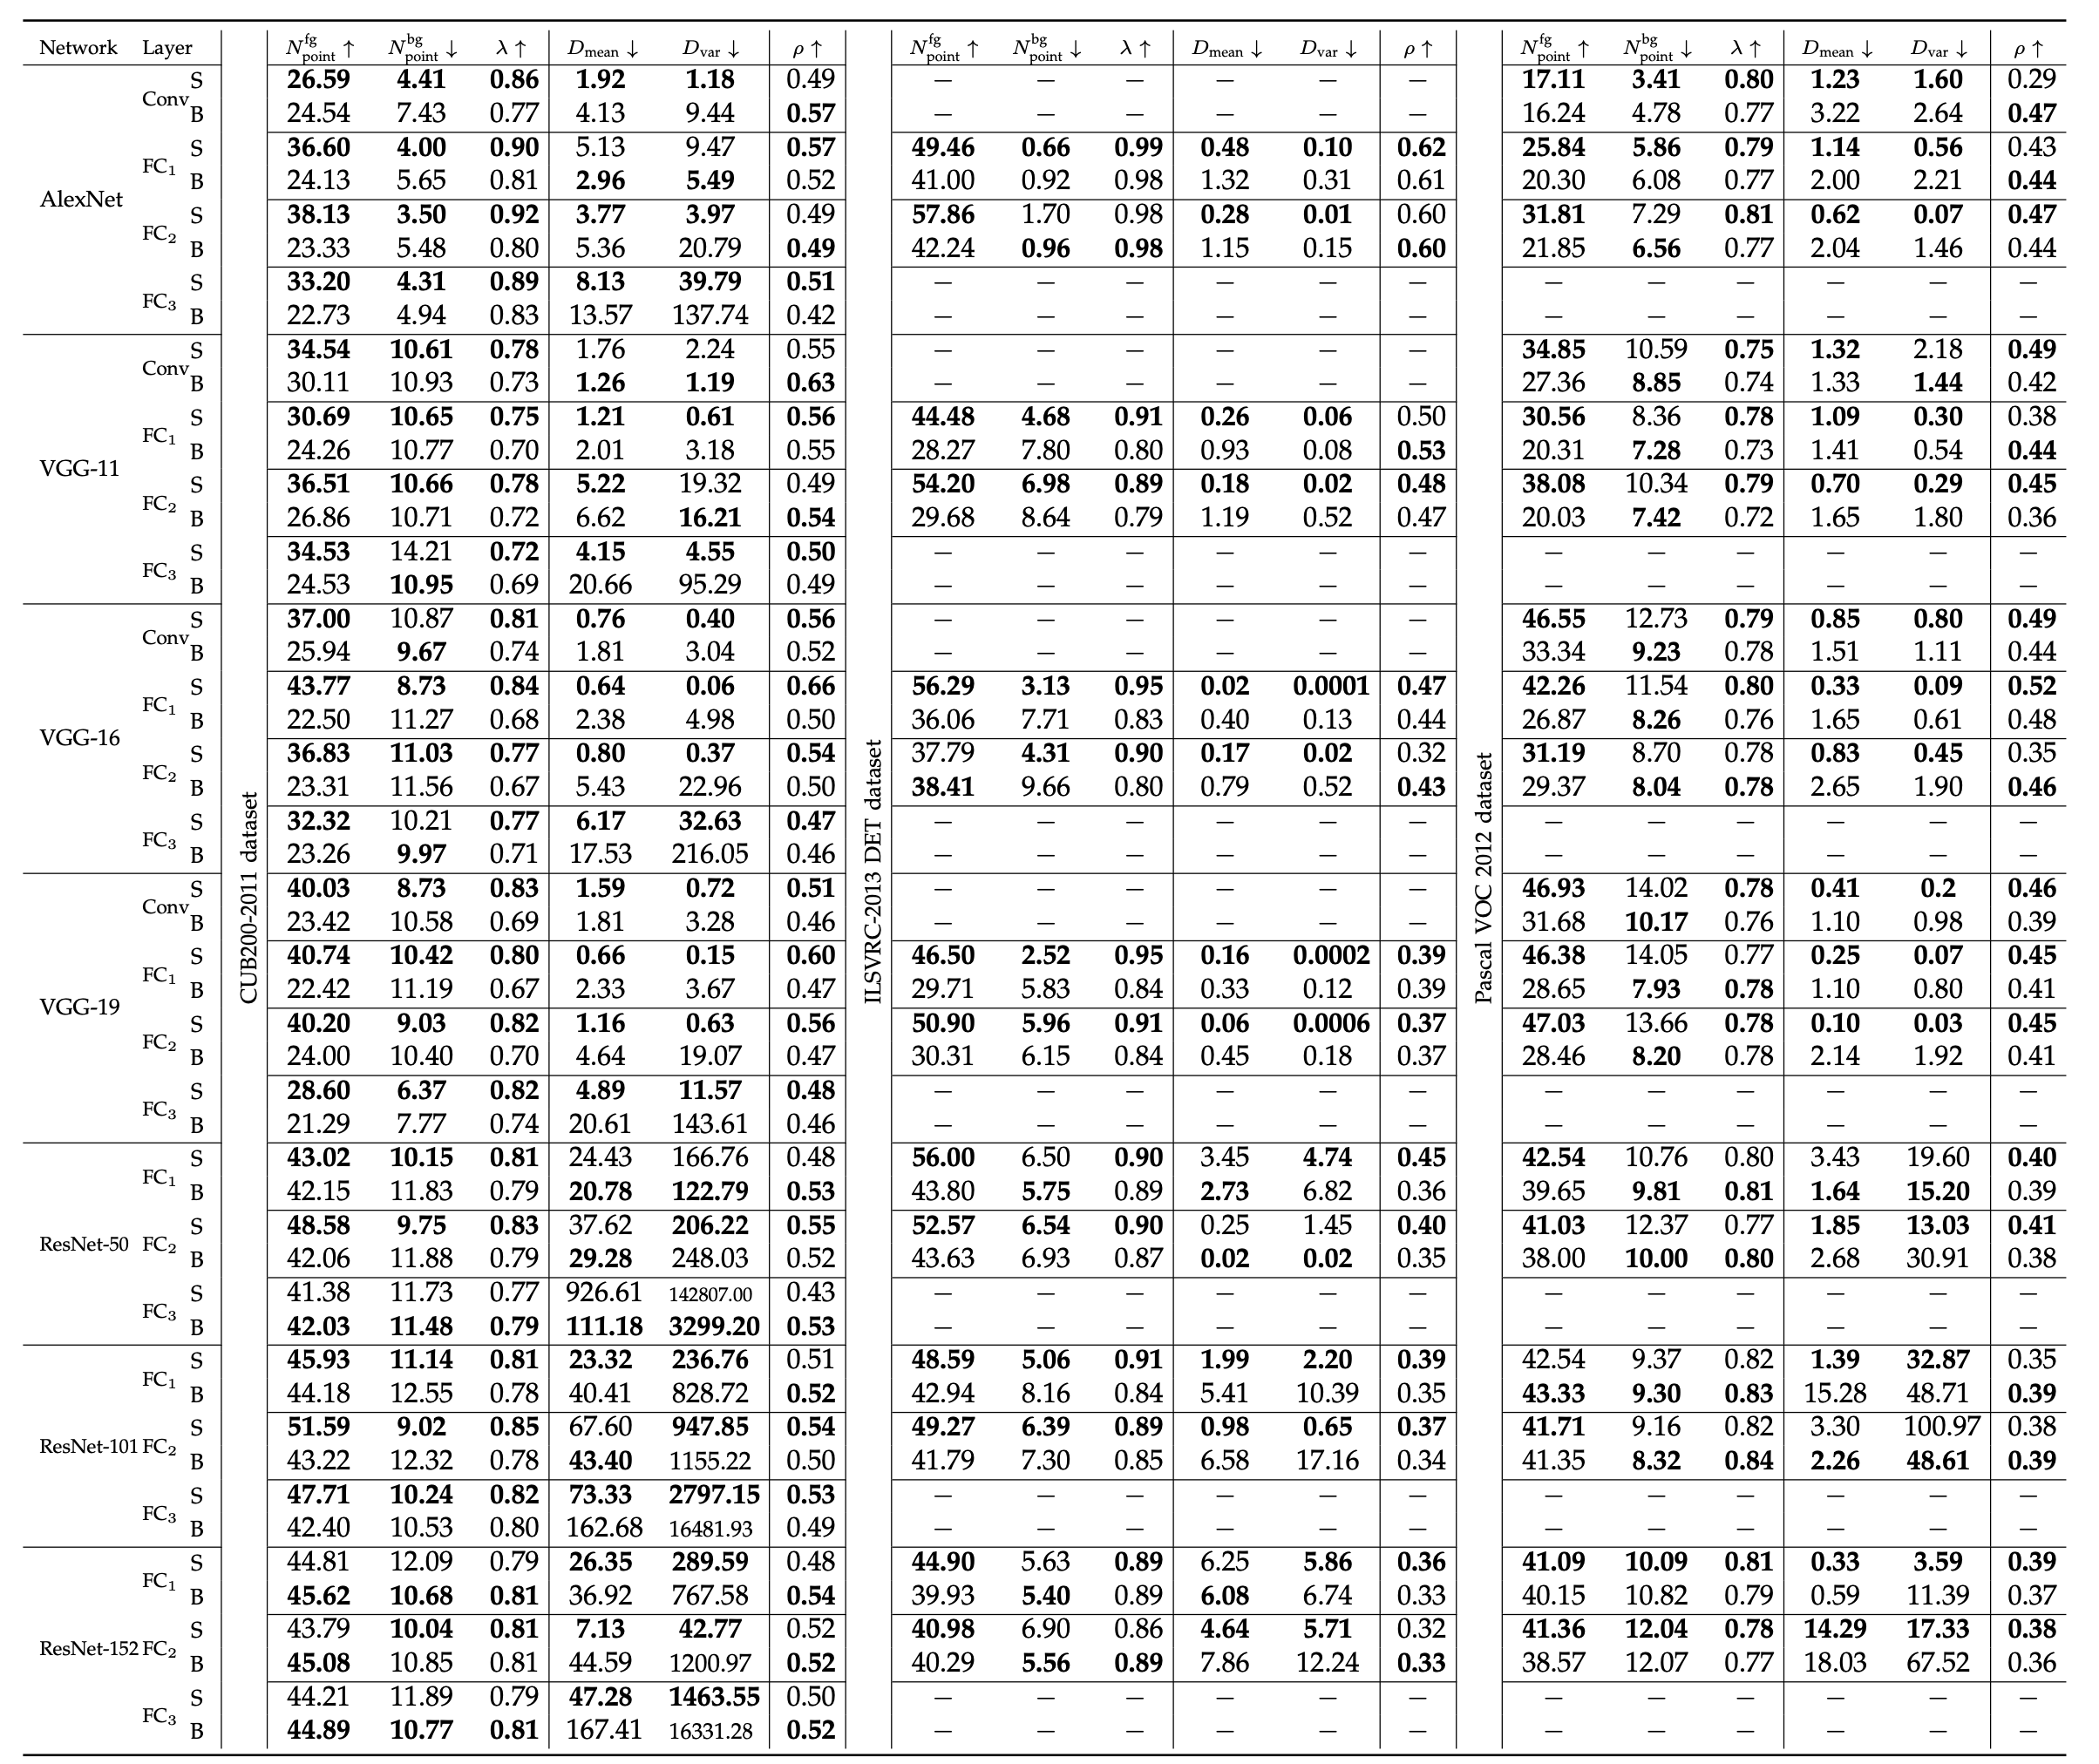 Network Layer N_point^fg ↑ N_point^bg ↓ λ ↑ D_mean ↓ D_var ↓ ρ ↑ N_point^fg ↑ N_point^bg ↓ λ ↑ D_mean ↓ D_var ↓ ρ ↑ N_point^fg ↑ N_point^bg ↓ λ ↑ D_mean ↓ D_var ↓ ρ ↑
CUB200-2011 dataset
ILSVRC-2013 DET dataset
Pascal VOC 2012 dataset
AlexNet
Conv S 26.59 4.41 0.86 1.92 1.18 0.49 — — — — — — 17.11 3.41 0.80 1.23 1.60 0.29
B 24.54 7.43 0.77 4.13 9.44 0.57 — — — — — — 16.24 4.78 0.77 3.22 2.64 0.47
FC₁ S 36.60 4.00 0.90 5.13 9.47 0.57 49.46 0.66 0.99 0.48 0.10 0.62 25.84 5.86 0.79 1.14 0.56 0.43
B 24.13 5.65 0.81 2.96 5.49 0.52 41.00 0.92 0.98 1.32 0.31 0.61 20.30 6.08 0.77 2.00 2.21 0.44
FC₂ S 38.13 3.50 0.92 3.77 3.97 0.49 57.86 1.70 0.98 0.28 0.01 0.60 31.81 7.29 0.81 0.62 0.07 0.47
B 23.33 5.48 0.80 5.36 20.79 0.49 42.24 0.96 0.98 1.15 0.15 0.60 21.85 6.56 0.77 2.04 1.46 0.44
FC₃ S 33.20 4.31 0.89 8.13 39.79 0.51 — — — — — — — — — — — —
B 22.73 4.94 0.83 13.57 137.74 0.42 — — — — — — — — — — — —
VGG-11
Conv S 34.54 10.61 0.78 1.76 2.24 0.55 — — — — — — 34.85 10.59 0.75 1.32 2.18 0.49
B 30.11 10.93 0.73 1.26 1.19 0.63 — — — — — — 27.36 8.85 0.74 1.33 1.44 0.42
FC₁ S 30.69 10.65 0.75 1.21 0.61 0.56 44.48 4.68 0.91 0.26 0.06 0.50 30.56 8.36 0.78 1.09 0.30 0.38
B 24.26 10.77 0.70 2.01 3.18 0.55 28.27 7.80 0.80 0.93 0.08 0.53 20.31 7.28 0.73 1.41 0.54 0.44
FC₂ S 36.51 10.66 0.78 5.22 19.32 0.49 54.20 6.98 0.89 0.18 0.02 0.48 38.08 10.34 0.79 0.70 0.29 0.45
B 26.86 10.71 0.72 6.62 16.21 0.54 29.68 8.64 0.79 1.19 0.52 0.47 20.03 7.42 0.72 1.65 1.80 0.36
FC₃ S 34.53 14.21 0.72 4.15 4.55 0.50 — — — — — — — — — — — —
B 24.53 10.95 0.69 20.66 95.29 0.49 — — — — — — — — — — — —
VGG-16
Conv S 37.00 10.87 0.81 0.76 0.40 0.56 — — — — — — 46.55 12.73 0.79 0.85 0.80 0.49
B 25.94 9.67 0.74 1.81 3.04 0.52 — — — — — — 33.34 9.23 0.78 1.51 1.11 0.44
FC₁ S 43.77 8.73 0.84 0.64 0.06 0.66 56.29 3.13 0.95 0.02 0.0001 0.47 42.26 11.54 0.80 0.33 0.09 0.52
B 22.50 11.27 0.68 2.38 4.98 0.50 36.06 7.71 0.83 0.40 0.13 0.44 26.87 8.26 0.76 1.65 0.61 0.48
FC₂ S 36.83 11.03 0.77 0.80 0.37 0.54 37.79 4.31 0.90 0.17 0.02 0.32 31.19 8.70 0.78 0.83 0.45 0.35
B 23.31 11.56 0.67 5.43 22.96 0.50 38.41 9.66 0.80 0.79 0.52 0.43 29.37 8.04 0.78 2.65 1.90 0.46
FC₃ S 32.32 10.21 0.77 6.17 32.63 0.47 — — — — — — — — — — — —
B 23.26 9.97 0.71 17.53 216.05 0.46 — — — — — — — — — — — —
VGG-19
Conv S 40.03 8.73 0.83 1.59 0.72 0.51 — — — — — — 46.93 14.02 0.78 0.41 0.2 0.46
B 23.42 10.58 0.69 1.81 3.28 0.46 — — — — — — 31.68 10.17 0.76 1.10 0.98 0.39
FC₁ S 40.74 10.42 0.80 0.66 0.15 0.60 46.50 2.52 0.95 0.16 0.0002 0.39 46.38 14.05 0.77 0.25 0.07 0.45
B 22.42 11.19 0.67 2.33 3.67 0.47 29.71 5.83 0.84 0.33 0.12 0.39 28.65 7.93 0.78 1.10 0.80 0.41
FC₂ S 40.20 9.03 0.82 1.16 0.63 0.56 50.90 5.96 0.91 0.06 0.0006 0.37 47.03 13.66 0.78 0.10 0.03 0.45
B 24.00 10.40 0.70 4.64 19.07 0.47 30.31 6.15 0.84 0.45 0.18 0.37 28.46 8.20 0.78 2.14 1.92 0.41
FC₃ S 28.60 6.37 0.82 4.89 11.57 0.48 — — — — — — — — — — — —
B 21.29 7.77 0.74 20.61 143.61 0.46 — — — — — — — — — — — —
ResNet-50
FC₁ S 43.02 10.15 0.81 24.43 166.76 0.48 56.00 6.50 0.90 3.45 4.74 0.45 42.54 10.76 0.80 3.43 19.60 0.40
B 42.15 11.83 0.79 20.78 122.79 0.53 43.80 5.75 0.89 2.73 6.82 0.36 39.65 9.81 0.81 1.64 15.20 0.39
FC₂ S 48.58 9.75 0.83 37.62 206.22 0.55 52.57 6.54 0.90 0.25 1.45 0.40 41.03 12.37 0.77 1.85 13.03 0.41
B 42.06 11.88 0.79 29.28 248.03 0.52 43.63 6.93 0.87 0.02 0.02 0.35 38.00 10.00 0.80 2.68 30.91 0.38
FC₃ S 41.38 11.73 0.77 926.61 142807.00 0.43 — — — — — — — — — — — —
B 42.03 11.48 0.79 111.18 3299.20 0.53 — — — — — — — — — — — —
ResNet-101
FC₁ S 45.93 11.14 0.81 23.32 236.76 0.51 48.59 5.06 0.91 1.99 2.20 0.39 42.54 9.37 0.82 1.39 32.87 0.35
B 44.18 12.55 0.78 40.41 828.72 0.52 42.94 8.16 0.84 5.41 10.39 0.35 43.33 9.30 0.83 15.28 48.71 0.39
FC₂ S 51.59 9.02 0.85 67.60 947.85 0.54 49.27 6.39 0.89 0.98 0.65 0.37 41.71 9.16 0.82 3.30 100.97 0.38
B 43.22 12.32 0.78 43.40 1155.22 0.50 41.79 7.30 0.85 6.58 17.16 0.34 41.35 8.32 0.84 2.26 48.61 0.39
FC₃ S 47.71 10.24 0.82 73.33 2797.15 0.53 — — — — — — — — — — — —
B 42.40 10.53 0.80 162.68 16481.93 0.49 — — — — — — — — — — — —
ResNet-152
FC₁ S 44.81 12.09 0.79 26.35 289.59 0.48 44.90 5.63 0.89 6.25 5.86 0.36 41.09 10.09 0.81 0.33 3.59 0.39
B 45.62 10.68 0.81 36.92 767.58 0.54 39.93 5.40 0.89 6.08 6.74 0.33 40.15 10.82 0.79 0.59 11.39 0.37
FC₂ S 43.79 10.04 0.81 7.13 42.77 0.52 40.98 6.90 0.86 4.64 5.71 0.32 41.36 12.04 0.78 14.29 17.33 0.38
B 45.08 10.85 0.81 44.59 1200.97 0.52 40.29 5.56 0.89 7.86 12.24 0.33 38.57 12.07 0.77 18.03 67.52 0.36
FC₃ S 44.21 11.89 0.79 47.28 1463.55 0.50 — — — — — — — — — — — —
B 44.89 10.77 0.81 167.41 16331.28 0.52 — — — — — — — — — — — —